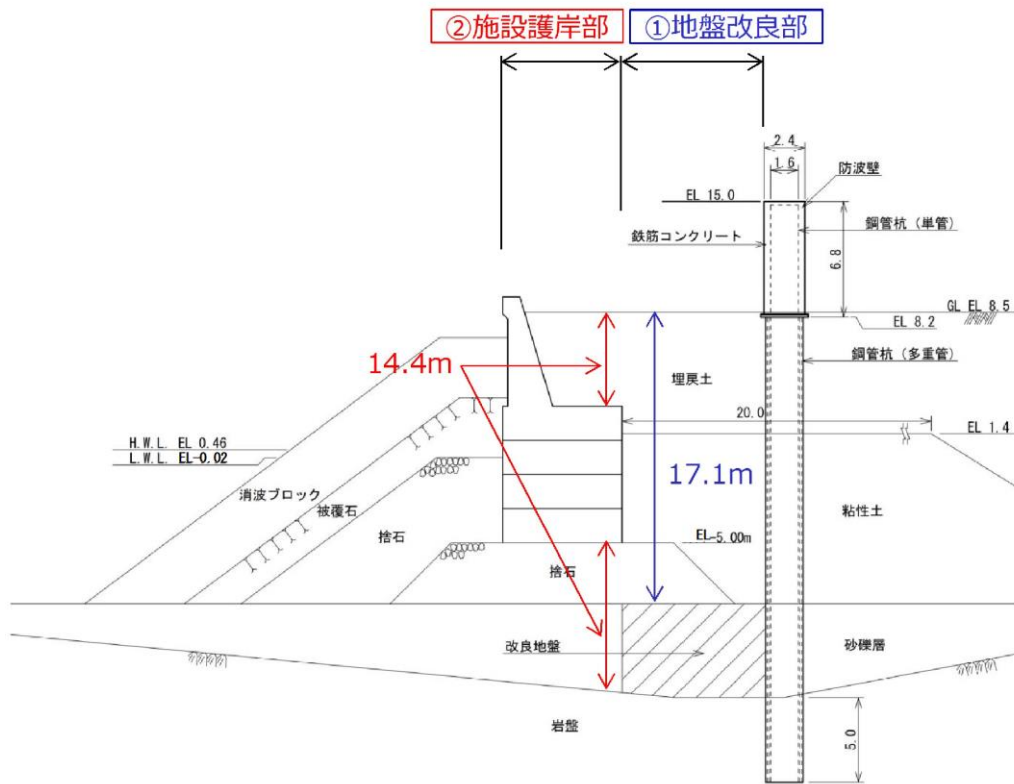 ②施設護岸部
①地盤改良部
2.4
1.6
防波壁
EL 15.0
鋼管杭（単管）
鉄筋コンクリート
6.8
GL EL 8.5
EL 8.2
14.4m
鋼管杭（多重管）
埋戻土
20.0
H.W.L. EL 0.46
L.W.L. EL-0.02
EL 1.4
17.1m
消波ブロック
被覆石
粘性土
捨石
EL-5.00m
捨石
改良地盤
砂礫層
岩盤
5.0